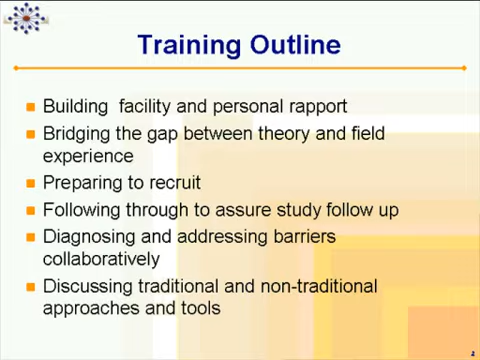 Training Outline
Building facility and personal rapport
Bridging the gap between theory and field
experience
Preparing to recruit
Following through to assure study follow up
Diagnosing and addressing barriers
collaboratively
Discussing traditional and non-traditional
approaches and tools
2